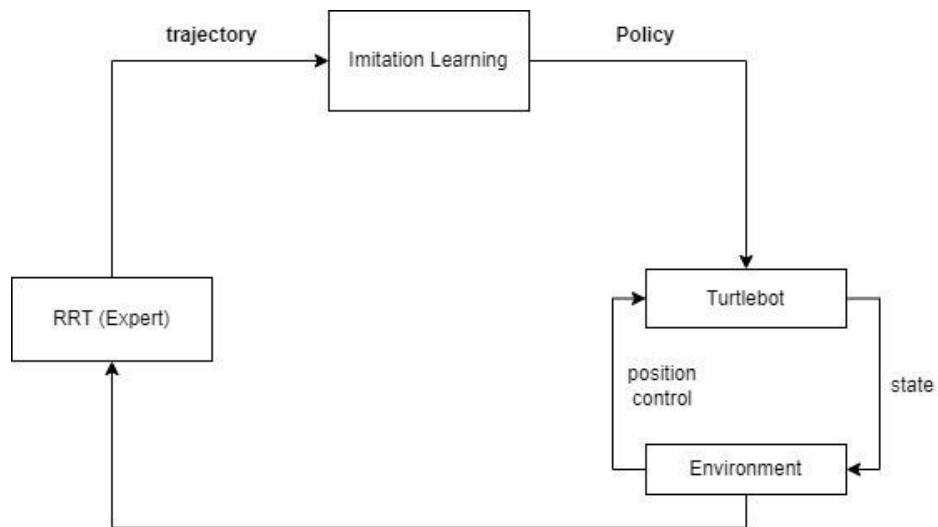 trajectory
Imitation Learning
Policy
RRT (Expert)
Turtlebot
position
control
state
Environment